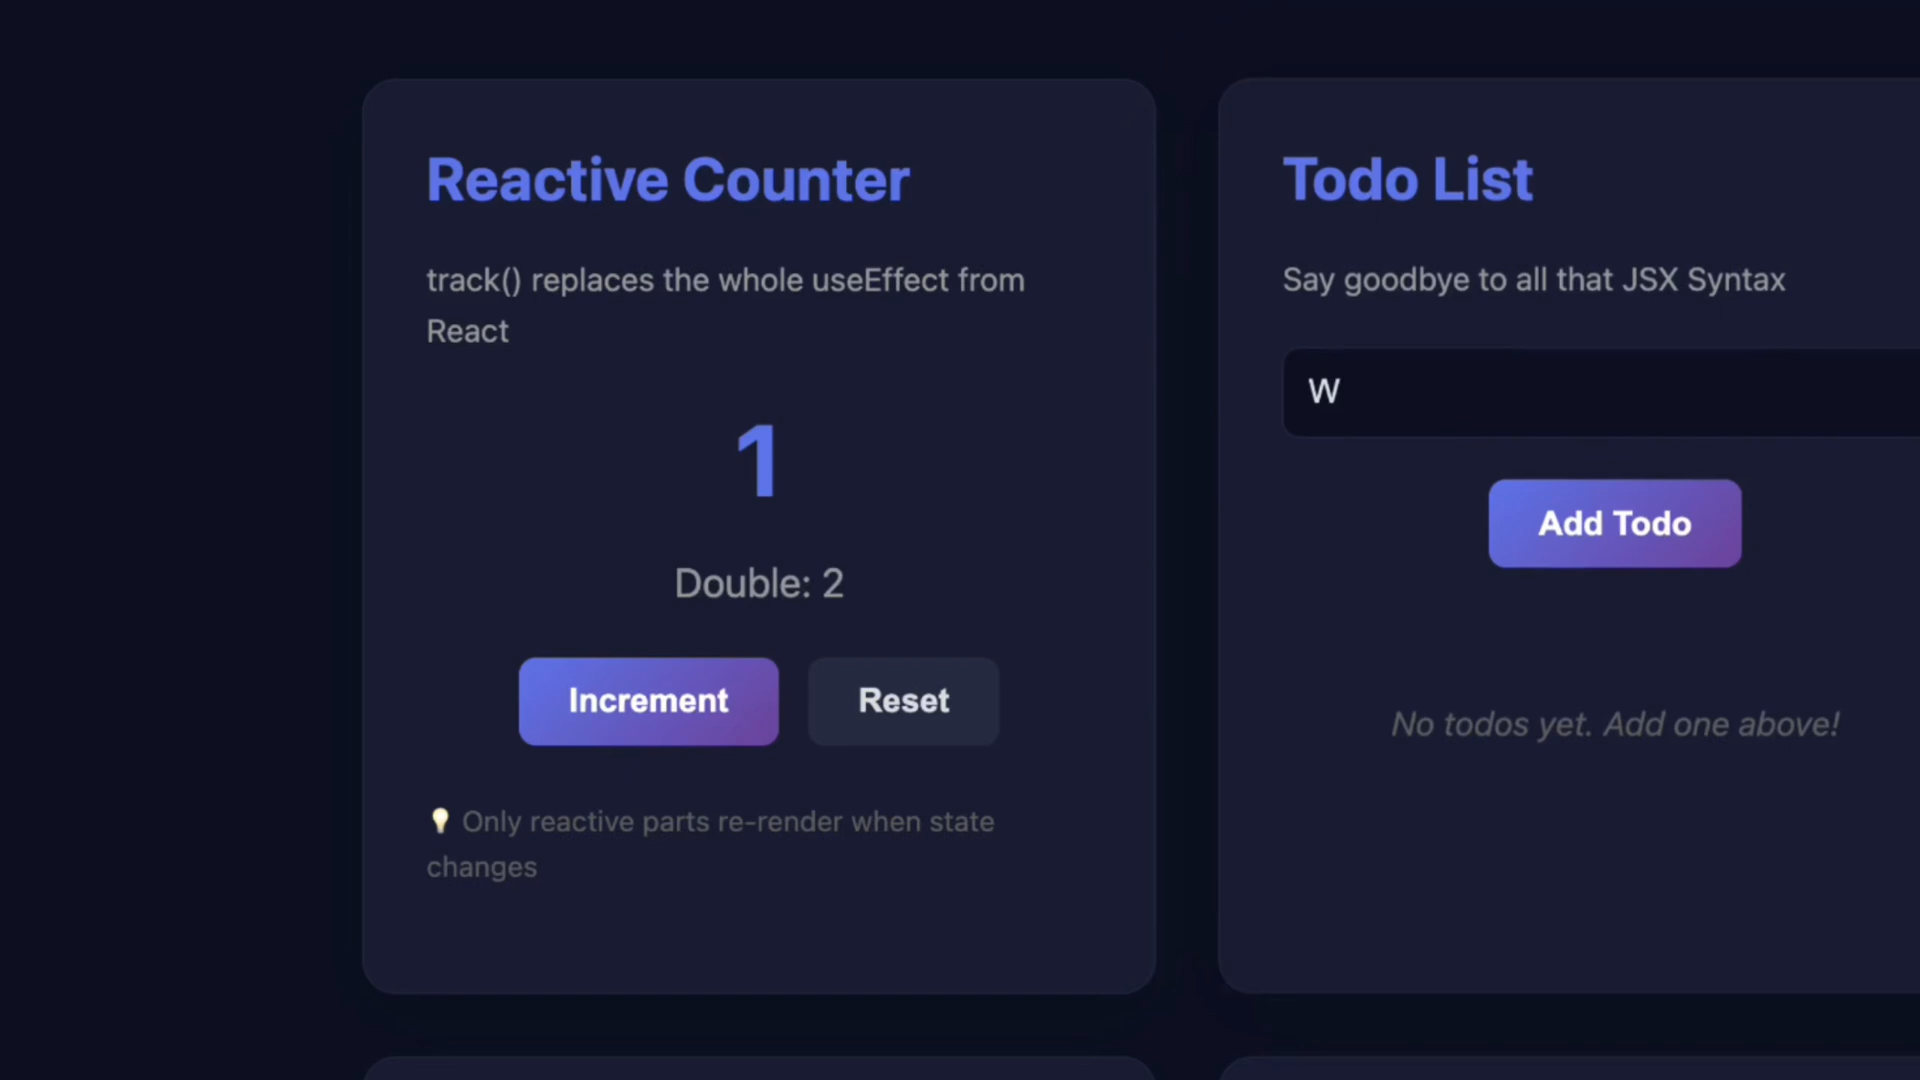 Reactive Counter
track() replaces the whole useEffect from
React
1
Double: 2
Increment
Reset
💡 Only reactive parts re-render when state
changes
Todo List
Say goodbye to all that JSX Syntax
W
Add Todo
No todos yet. Add one above!